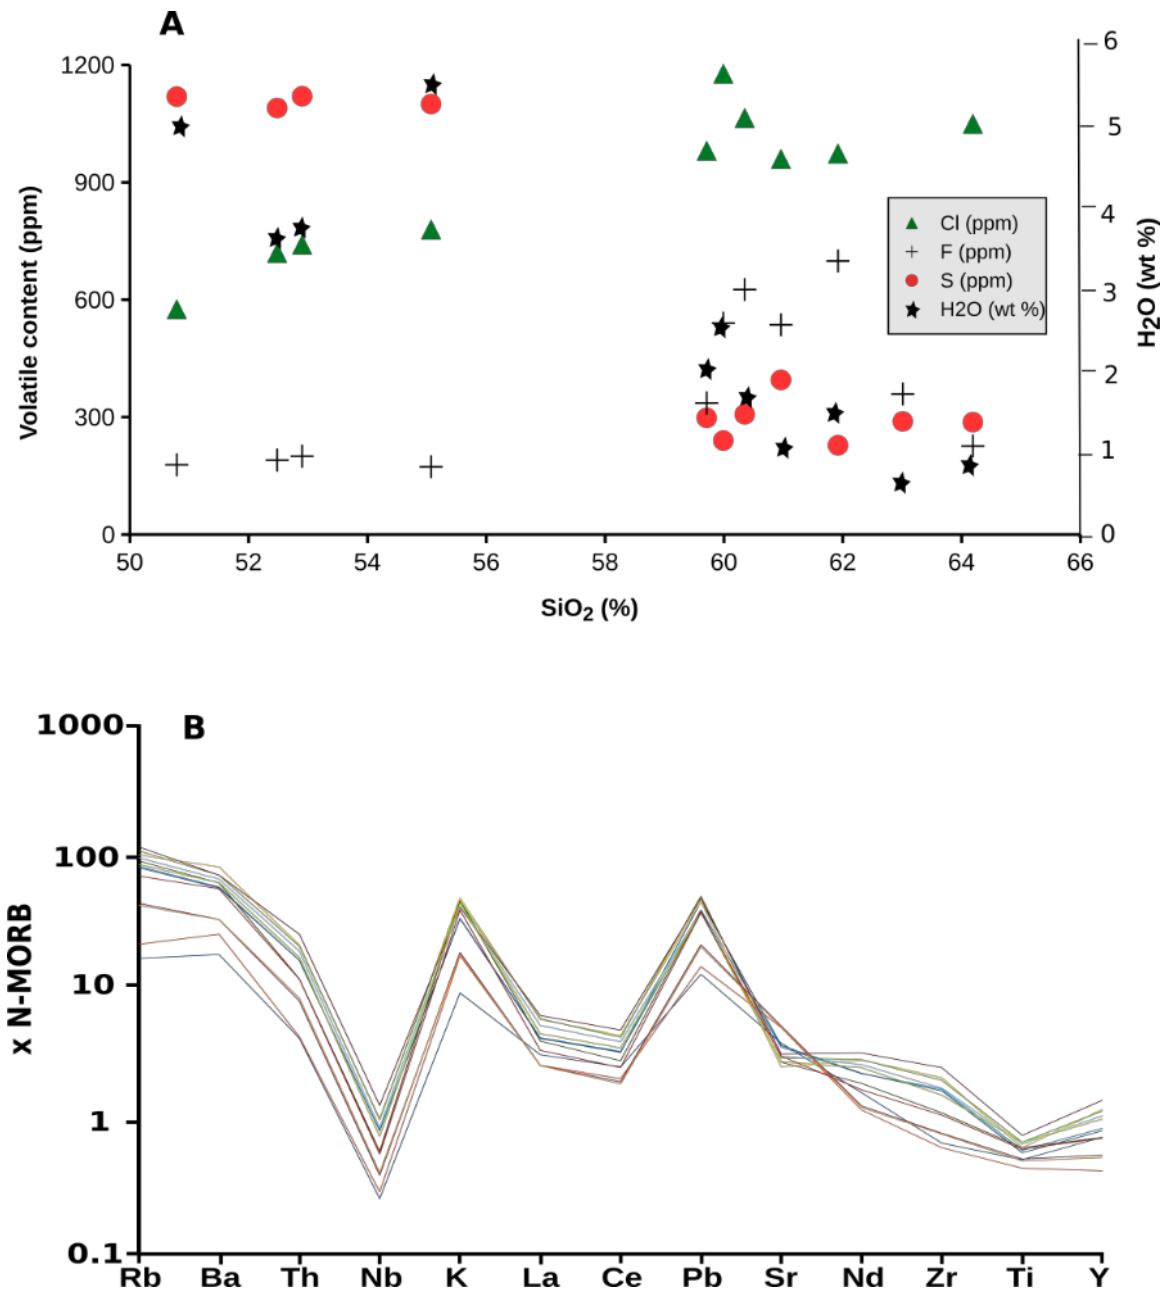 A
1200
900
600
300
0
Volatile content (ppm)
50
52
54
56
58
60
62
64
66
SiO2 (%)
6
5
4
3
2
1
0
H2O (wt %)
Cl (ppm)
F (ppm)
S (ppm)
H2O (wt %)
B
1000
100
10
1
0.1
x N-MORB
Rb Ba Th Nb K La Ce Pb Sr Nd Zr Ti Y